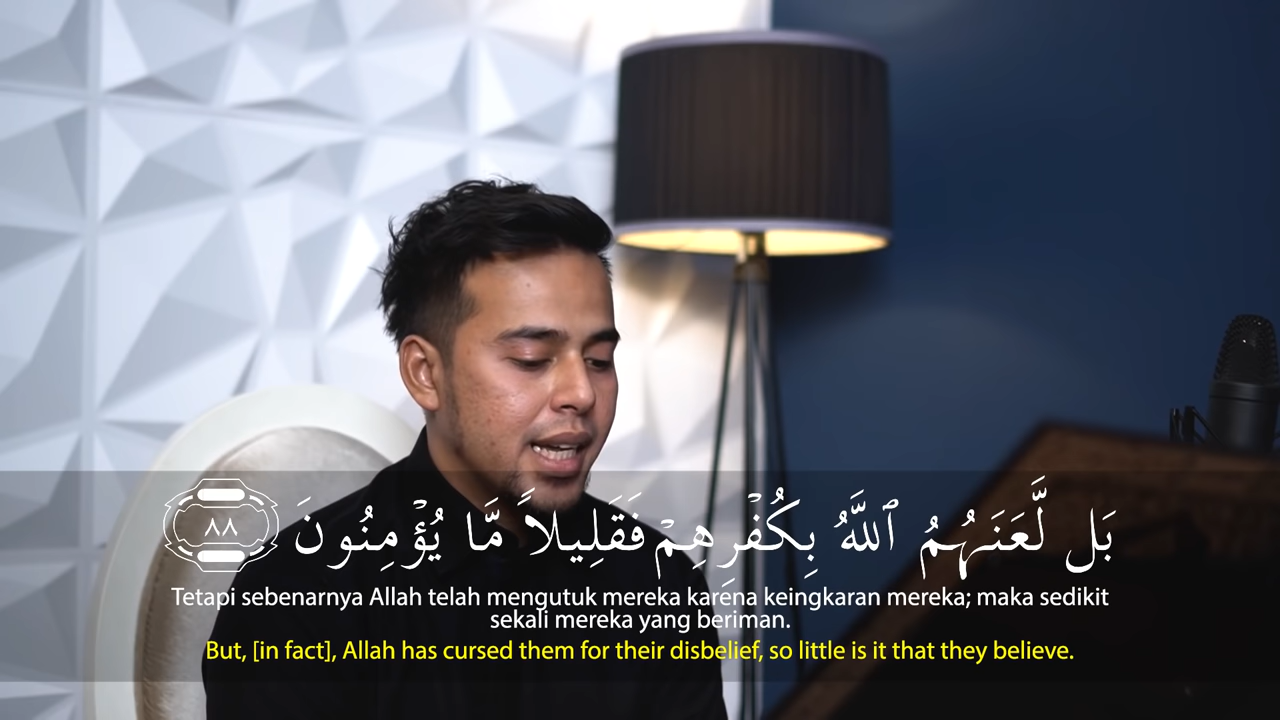 بَل لَّعَنَهُمُ ٱللَّهُ بِكُفْرِهِمْ فَقَلِيلاً مَّا يُؤْمِنُونَ ٨٨
Tetapi sebenarnya Allah telah mengutuk mereka karena keingkaran mereka; maka sedikit
sekali mereka yang beriman.
But, [in fact], Allah has cursed them for their disbelief, so little is it that they believe.